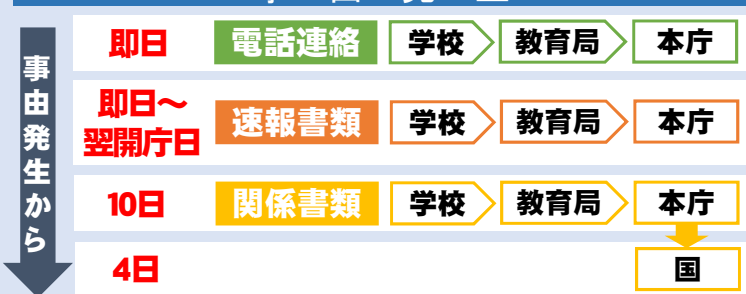 事由発生から
即日 電話連絡 学校 教育局 本庁
即日～
翌開庁日 速報書類 学校 教育局 本庁
10日 関係書類 学校 教育局 本庁
4日 国